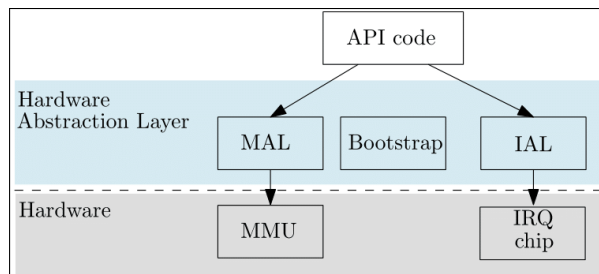 API code
Hardware
Abstraction Layer
MAL
Bootstrap
IAL
Hardware
MMU
IRQ
chip